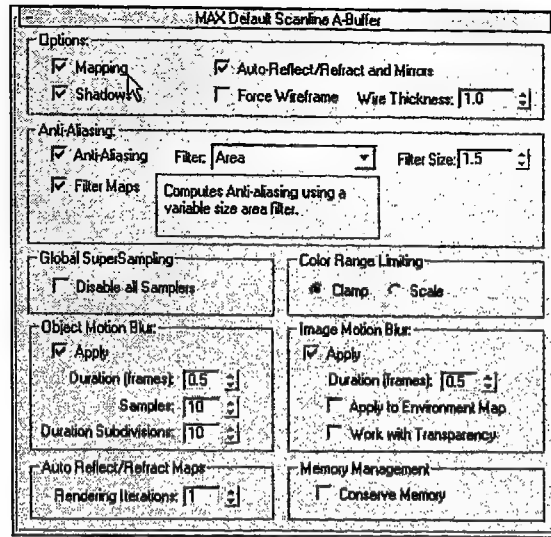 MAX Default Scanline A-Buffer
Options:
Mapping
Auto-Reflect/Refract and Mirrors
Shadows
Force Wireframe
Wire Thickness: 1.0
Anti-Aliasing:
Anti-Aliasing
Filter: Area
Filter Size: 1.5
Filter Maps
Computes Anti-aliasing using a
variable size area filter.
Global SuperSampling
Disable all Samplers
Color Range Limiting
Clamp
Scale
Object Motion Blur:
Apply
Duration (frames): 0.5
Samples: 10
Duration Subdivisions: 10
Image Motion Blur:
Apply
Duration (frames): 0.5
Apply to Environment Map
Work with Transparency
Auto Reflect/Refract Maps
Rendering Iterations: 1
Memory Management
Conserve Memory